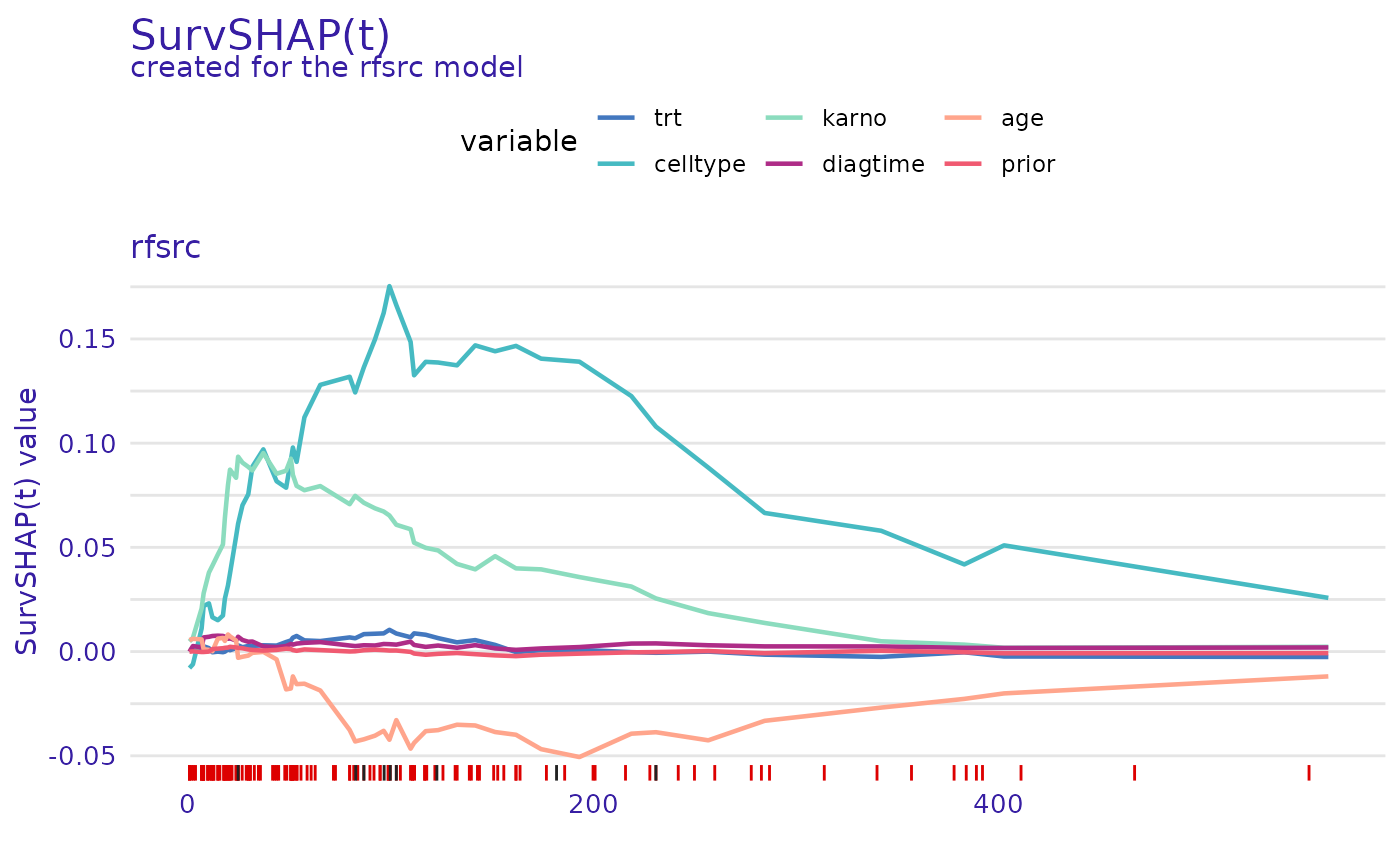 SurvSHAP(t)
created for the rfsrc model
variable
trt
karno
age
celltype
diagtime
prior
rfsrc
SurvSHAP(t) value
0.15
0.10
0.05
0.00
-0.05
0
200
400